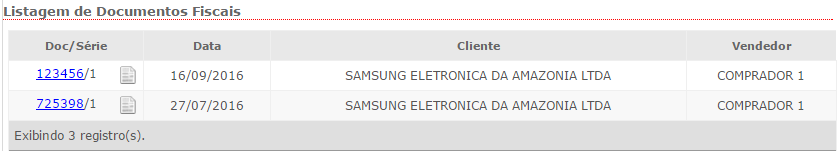 Listagem de Documentos Fiscais
Doc/Série Data Cliente Vendedor
123456/1 16/09/2016 SAMSUNG ELETRONICA DA AMAZONIA LTDA COMPRADOR 1
725398/1 27/07/2016 SAMSUNG ELETRONICA DA AMAZONIA LTDA COMPRADOR 1
Exibindo 3 registro(s).